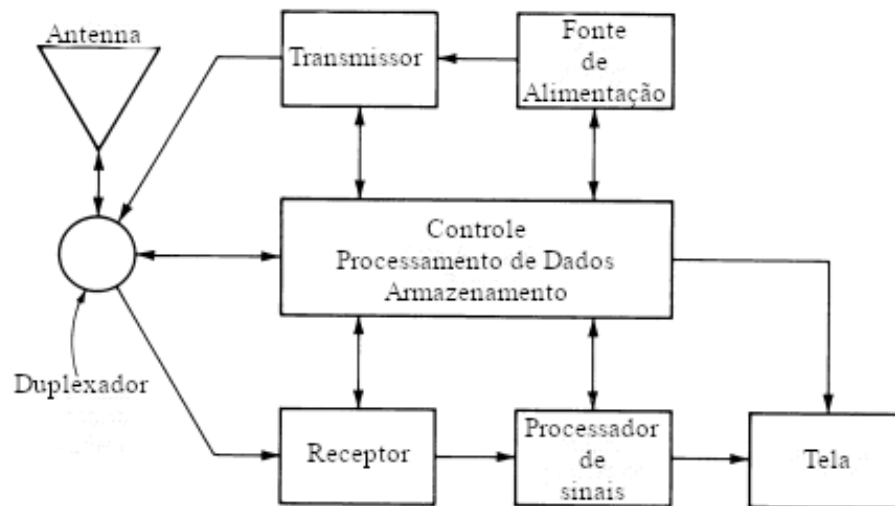 Antenna
Transmissor
Fonte
de
Alimentação
Controle
Processamento de Dados
Armazenamento
Duplexador
Receptor
Processador
de
sinais
Tela